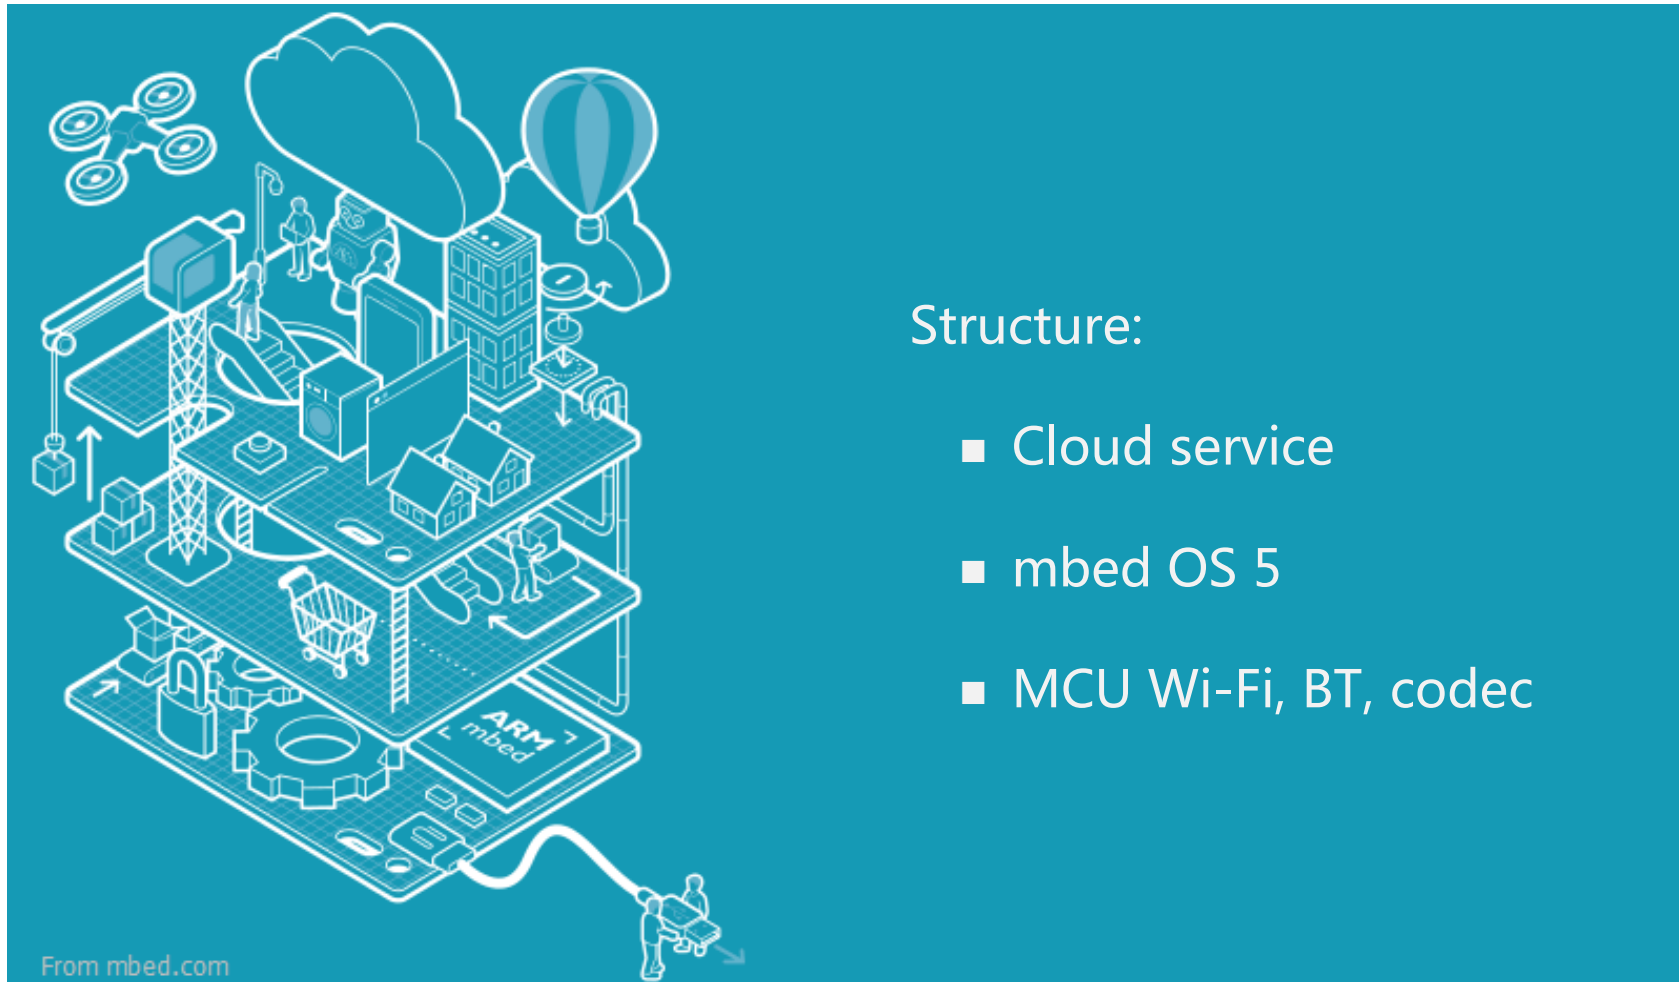 Structure:
■ Cloud service
■ mbed OS 5
■ MCU Wi-Fi, BT, codec
ARM
mbed
From mbed.com